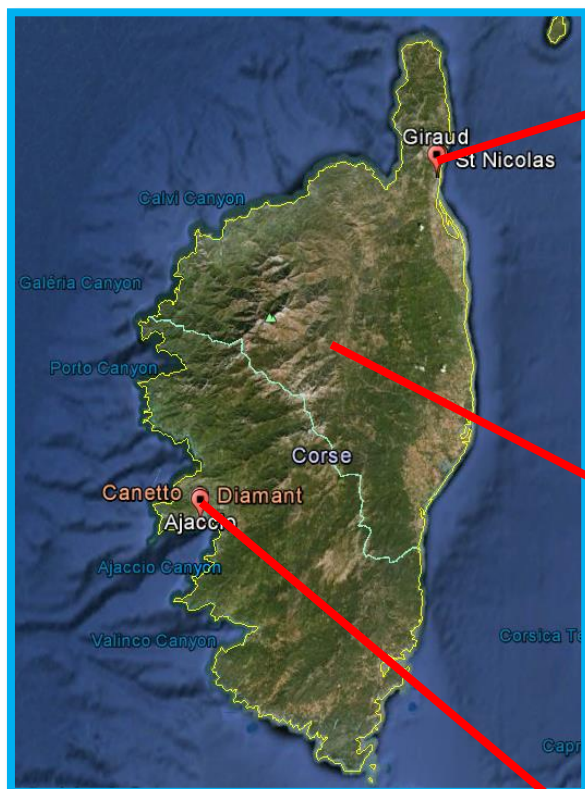 Giraud
St Nicolas
Calvi Canyon
Galéria Canyon
Porto Canyon
Corse
Canetto Diamant
Ajaccio
Ajaccio Canyon
Valinco Canyon
Corsica Te
Capr